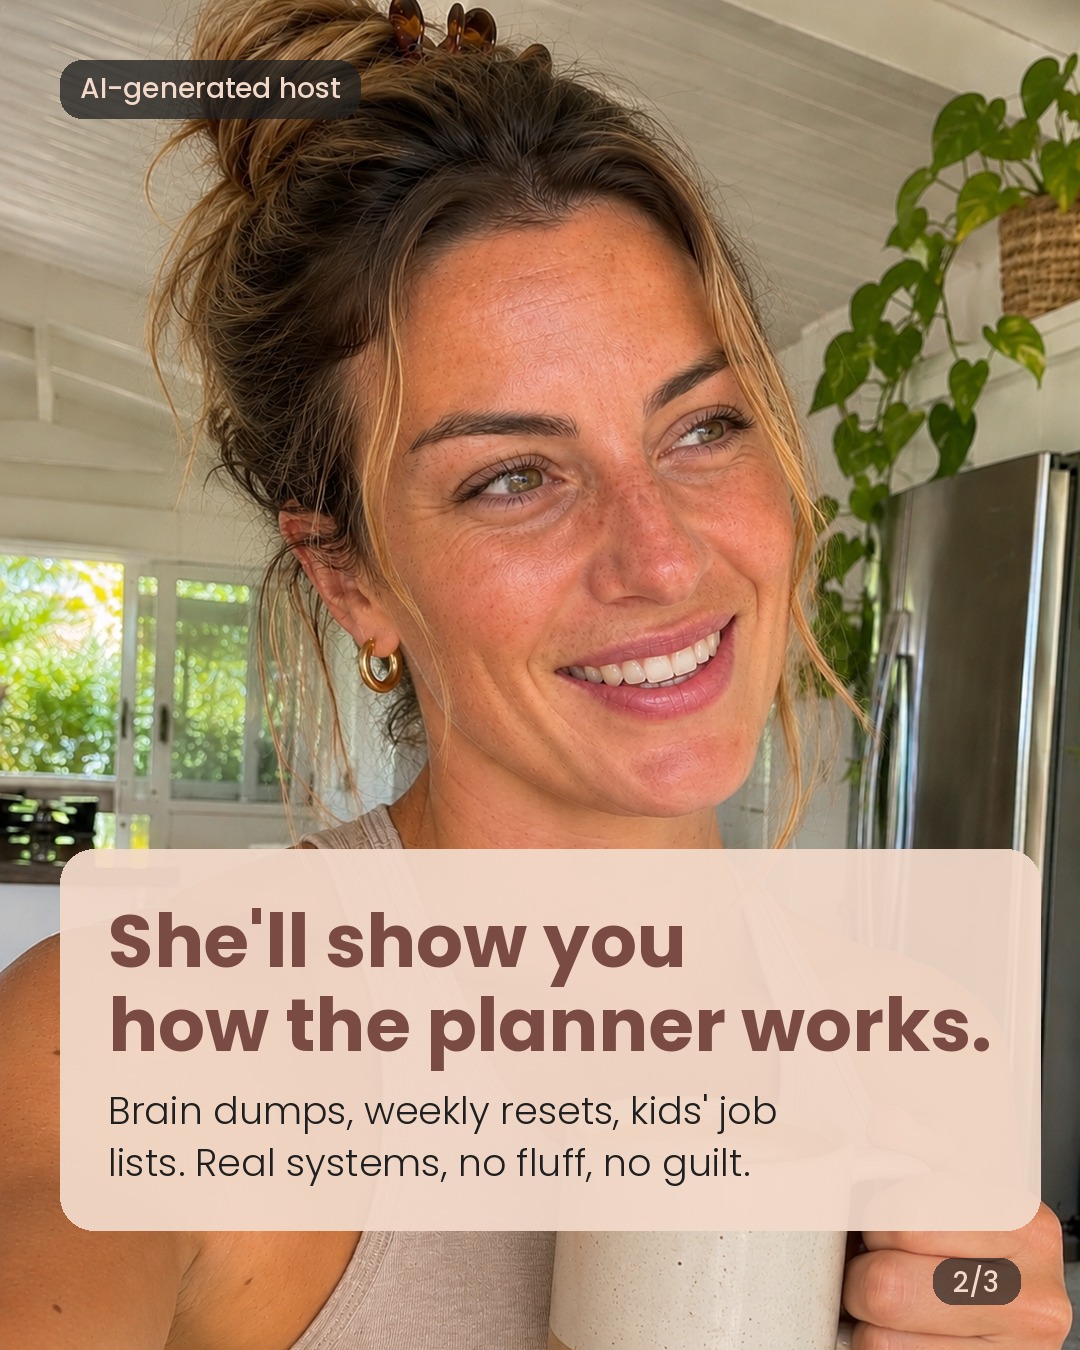 AI-generated host
She'll show you
how the planner works.
Brain dumps, weekly resets, kids' job
lists. Real systems, no fluff, no guilt.
2/3